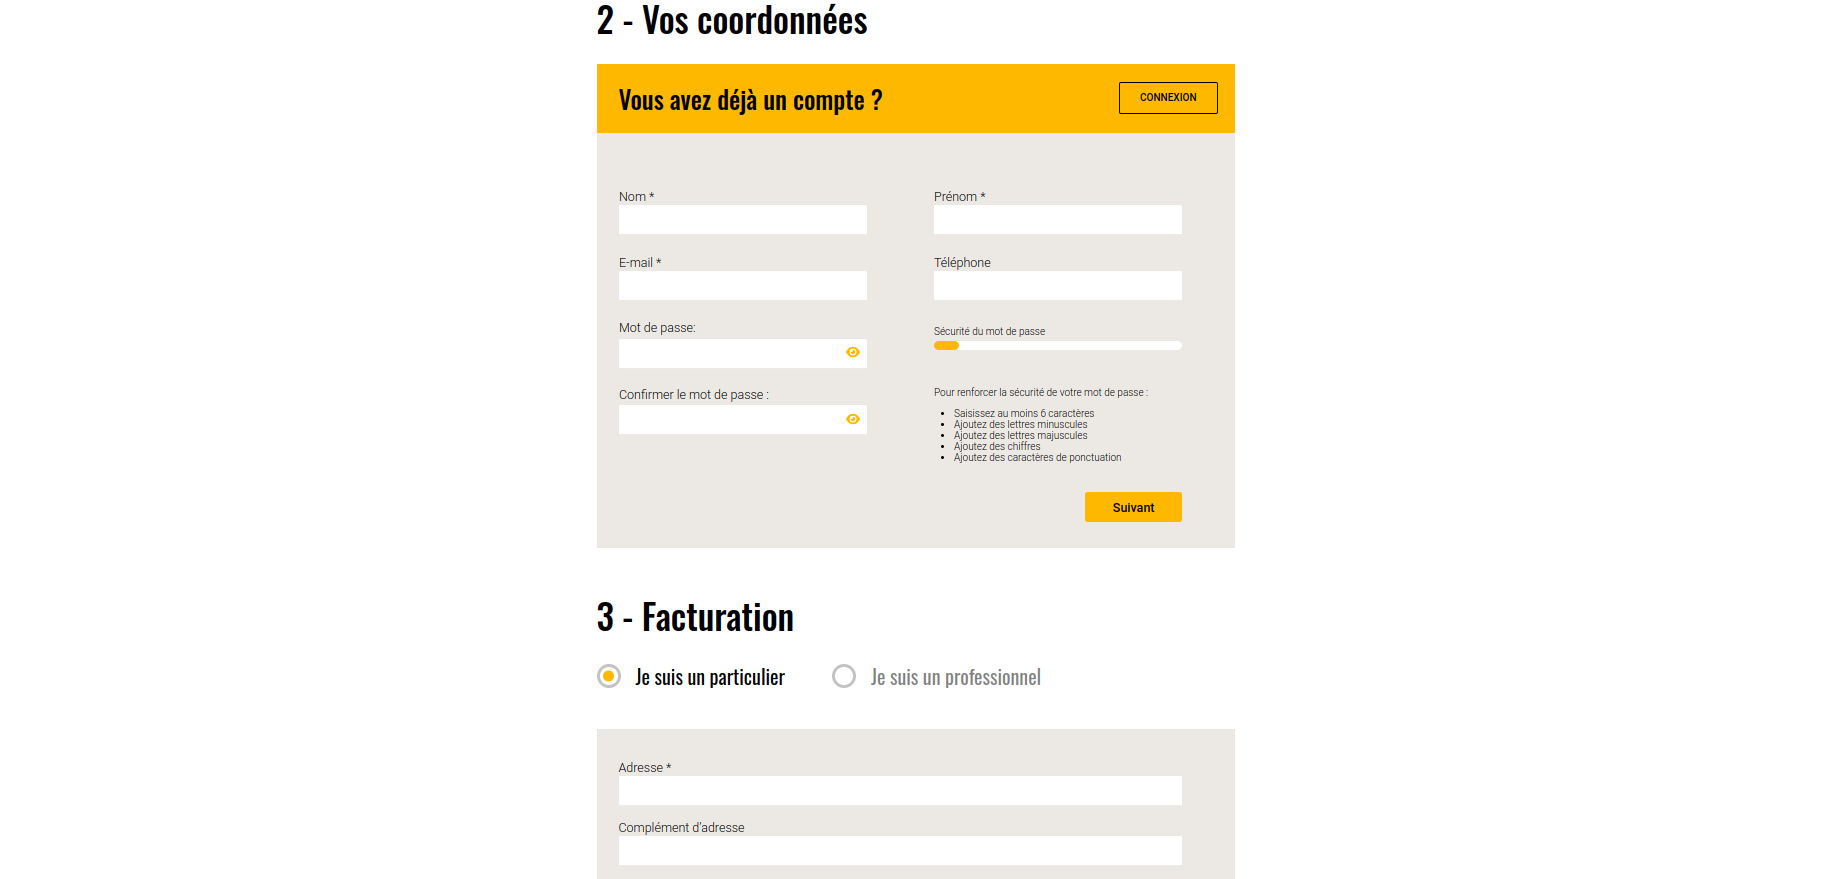 2 - Vos coordonnées
Vous avez déjà un compte ?
CONNEXION
Nom *
Prénom *
E-mail *
Téléphone
Mot de passe:
Sécurité du mot de passe
Confirmer le mot de passe :
Pour renforcer la sécurité de votre mot de passe :
• Saisissez au moins 6 caractères
• Ajoutez des lettres minuscules
• Ajoutez des lettres majuscules
• Ajoutez des chiffres
• Ajoutez des caractères de ponctuation
Suivant
3 - Facturation
Je suis un particulier
Je suis un professionnel
Adresse *
Complément d'adresse